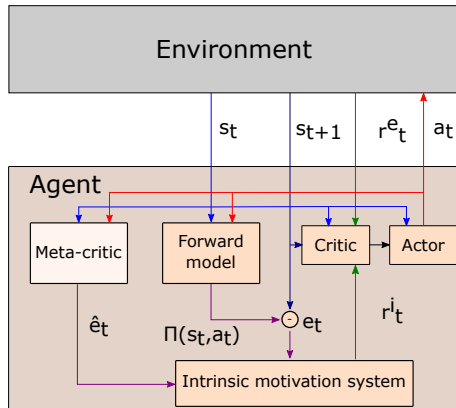 Environment
sₜ
sₜ₊₁
rᵉₜ
aₜ
Agent
Meta-critic
Forward
model
Critic
Actor
êₜ
Π(sₜ,aₜ)
-
eₜ
rⁱₜ
Intrinsic motivation system